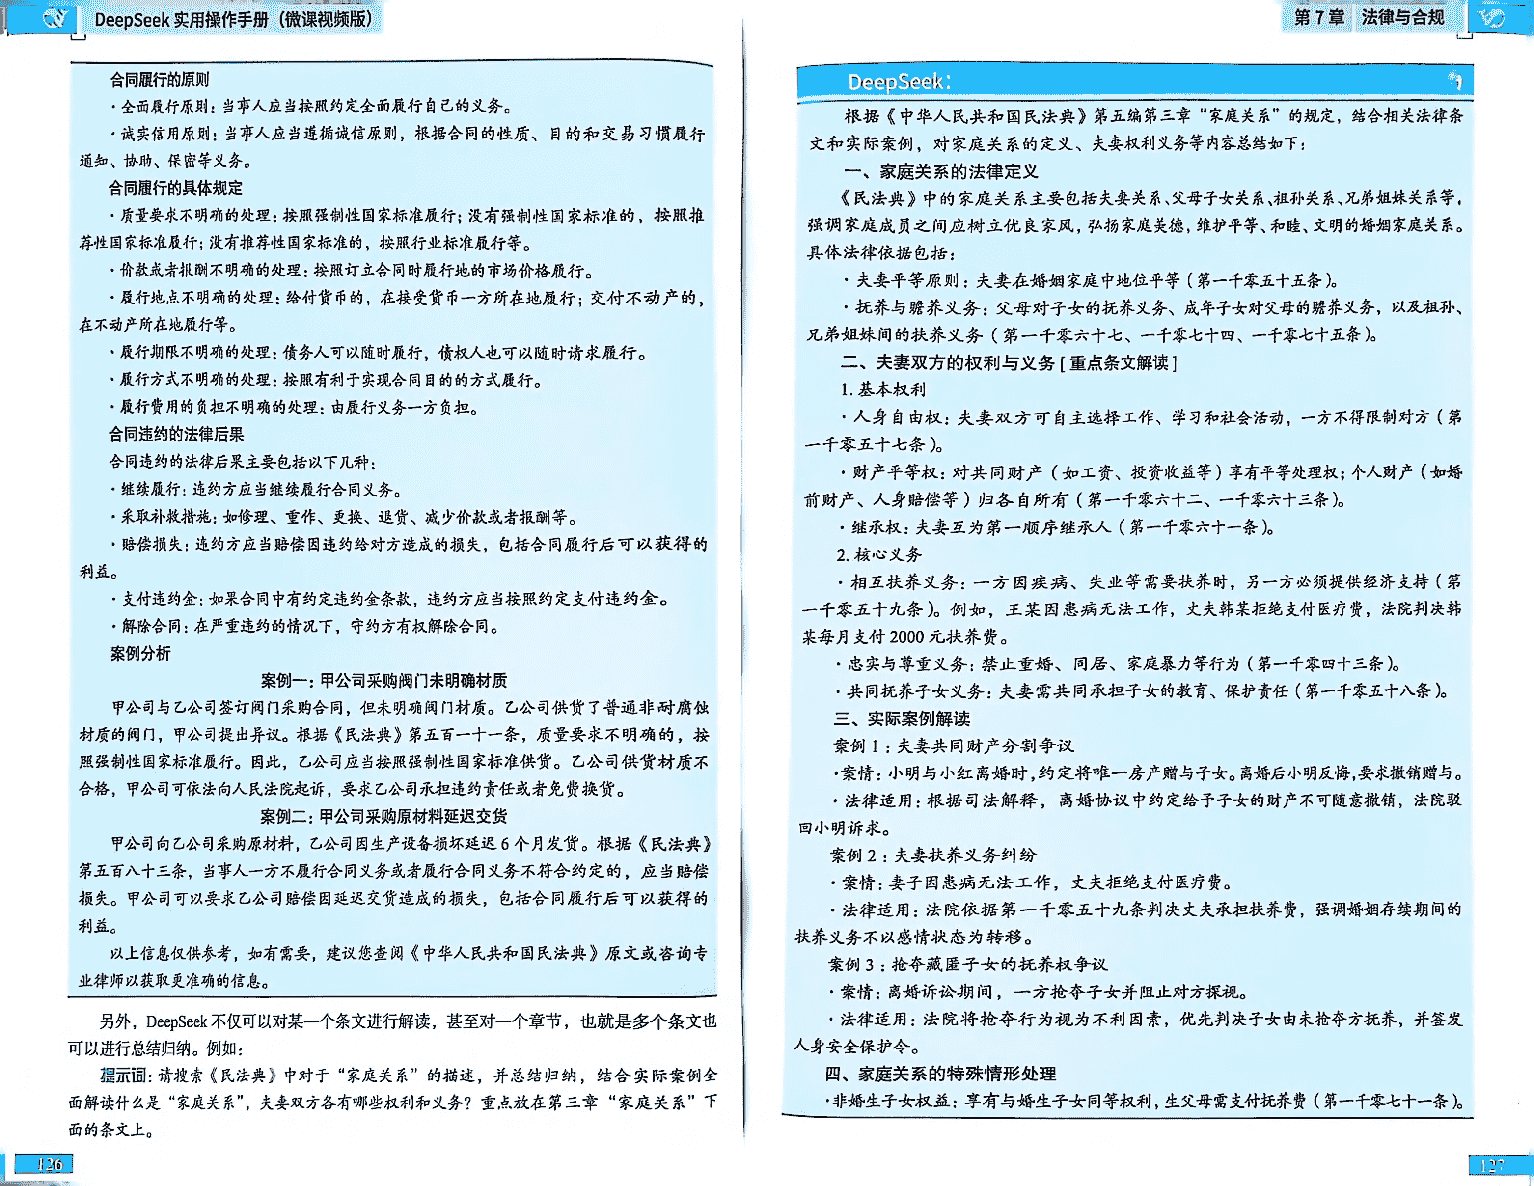 DeepSeek 实用操作手册（微课视频版）
合同履行的原则
·全面履行原则：当事人应当按照约定全面履行自己的义务。
·诚实信用原则：当事人应当遵循诚信原则，根据合同的性质、目的和交易习惯履行
通知、协助、保密等义务。
合同履行的具体规定
·质量要求不明确的处理：按照强制性国家标准履行；没有强制性国家标准的，按照推
荐性国家标准履行；没有推荐性国家标准的，按照行业标准履行等。
·价款或者报酬不明确的处理：按照订立合同时履行地的市场价格履行。
·履行地点不明确的处理：给付货币的，在接受货币一方所在地履行；交付不动产的，
在不动产所在地履行等。
·履行期限不明确的处理：债务人可以随时履行，债权人也可以随时请求履行。
·履行方式不明确的处理：按照有利于实现合同目的的方式履行。
·履行费用的负担不明确的处理：由履行义务一方负担。
合同违约的法律后果
合同违约的法律后果主要包括以下几种：
·继续履行：违约方应当继续履行合同义务。
·采取补救措施：如修理、重作、更换、退货、减少价款或者报酬等。
·赔偿损失：违约方应当赔偿因违约给对方造成的损失，包括合同履行后可以获得的
利益。
·支付违约金：如果合同中有约定违约金条款，违约方应当按照约定支付违约金。
·解除合同：在严重违约的情况下，守约方有权解除合同。
案例分析
案例一：甲公司采购阀门未明确材质
甲公司与乙公司签订阀门采购合同，但未明确阀门材质。乙公司供货了普通非耐腐蚀
材质的阀门，甲公司提出异议。根据《民法典》第五百一十一条，质量要求不明确的，按
照强制性国家标准履行。因此，乙公司应当按照强制性国家标准供货。乙公司供货材质不
合格，甲公司可依法向人民法院起诉，要求乙公司承担违约责任或者免费换货。
案例二：甲公司采购原材料延迟交货
甲公司向乙公司采购原材料，乙公司因生产设备损坏延迟 6 个月发货。根据《民法典》
第五百八十三条，当事人一方不履行合同义务或者履行合同义务不符合约定的，应当赔偿
损失。甲公司可以要求乙公司赔偿因延迟交货造成的损失，包括合同履行后可以获得的
利益。
以上信息仅供参考，如有需要，建议您查阅《中华人民共和国民法典》原文或咨询专
业律师以获取更准确的信息。
另外，DeepSeek 不仅可以对某一个条文进行解读，甚至对一个章节，也就是多个条文也
可以进行总结归纳。例如：
提示词：请搜索《民法典》中对于“家庭关系”的描述，并总结归纳，结合实际案例全
面解读什么是“家庭关系”，夫妻双方各有哪些权利和义务？重点放在第三章“家庭关系”下
面的条文上。
126
第 7 章 法律与合规
DeepSeek：
根据《中华人民共和国民法典》第五编第三章“家庭关系”的规定，结合相关法律条
文和实际案例，对家庭关系的定义、夫妻权利义务等内容总结如下：
一、家庭关系的法律定义
《民法典》中的家庭关系主要包括夫妻关系、父母子女关系、祖孙关系、兄弟姐妹关系等，
强调家庭成员之间应树立优良家风，弘扬家庭美德，维护平等、和睦、文明的婚姻家庭关系。
具体法律依据包括：
·夫妻平等原则：夫妻在婚姻家庭中地位平等（第一千零五十五条）。
·抚养与赡养义务：父母对子女的抚养义务、成年子女对父母的赡养义务，以及祖孙、
兄弟姐妹间的扶养义务（第一千零六十七、一千零七十四、一千零七十五条）。
二、夫妻双方的权利与义务 [ 重点条文解读 ]
1. 基本权利
·人身自由权：夫妻双方可自主选择工作、学习和社会活动，一方不得限制对方（第
一千零五十七条）。
·财产平等权：对共同财产（如工资、投资收益等）享有平等处理权；个人财产（如婚
前财产、人身赔偿等）归各自所有（第一千零六十二、一千零六十三条）。
·继承权：夫妻互为第一顺序继承人（第一千零六十一条）。
2. 核心义务
·相互扶养义务：一方因疾病、失业等需要扶养时，另一方必须提供经济支持（第
一千零五十九条）。例如，王某因患病无法工作，丈夫韩某拒绝支付医疗费，法院判决韩
某每月支付 2000 元扶养费。
·忠实与尊重义务：禁止重婚、同居、家庭暴力等行为（第一千零四十三条）。
·共同抚养子女义务：夫妻需共同承担子女的教育、保护责任（第一千零五十八条）。
三、实际案例解读
案例 1：夫妻共同财产分割争议
·案情：小明与小红离婚时，约定将唯一房产赠与子女。离婚后小明反悔，要求撤销赠与。
·法律适用：根据司法解释，离婚协议中约定给予子女的财产不可随意撤销，法院驳
回小明诉求。
案例 2：夫妻扶养义务纠纷
·案情：妻子因患病无法工作，丈夫拒绝支付医疗费。
·法律适用：法院依据第一千零五十九条判决丈夫承担扶养费，强调婚姻存续期间的
扶养义务不以感情状态为转移。
案例 3：抢夺藏匿子女的抚养权争议
·案情：离婚诉讼期间，一方抢夺子女并阻止对方探视。
·法律适用：法院将抢夺行为视为不利因素，优先判决子女由未抢夺方抚养，并签发
人身安全保护令。
四、家庭关系的特殊情形处理
·非婚生子女权益：享有与婚生子女同等权利，生父母需支付抚养费（第一千零七十一条）。
127